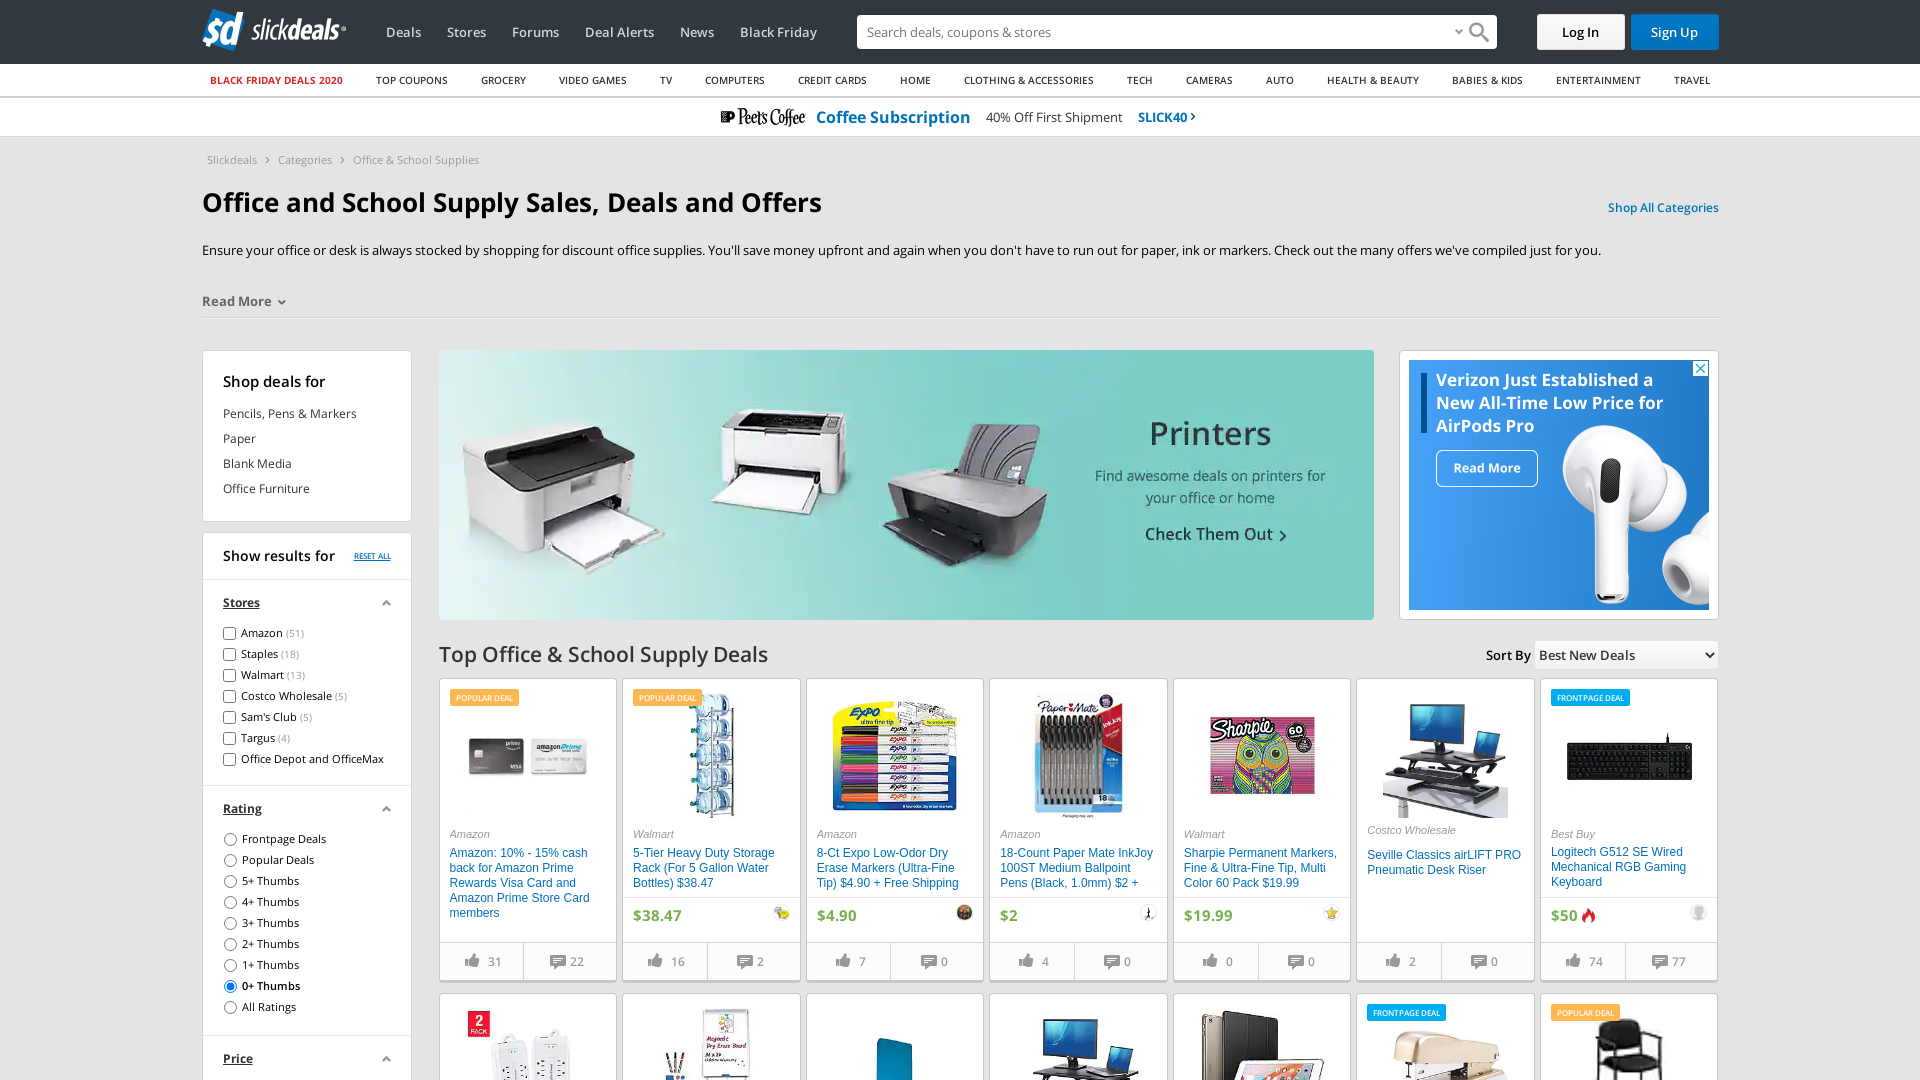 slickdeals
Deals
Stores
Forums
Deal Alerts
News
Black Friday
Search deals, coupons & stores
Log In
Sign Up
BLACK FRIDAY DEALS 2020
TOP COUPONS
GROCERY
VIDEO GAMES
TV
COMPUTERS
CREDIT CARDS
HOME
CLOTHING & ACCESSORIES
TECH
CAMERAS
AUTO
HEALTH & BEAUTY
BABIES & KIDS
ENTERTAINMENT
TRAVEL
Peet's Coffee
Coffee Subscription
40% Off First Shipment
SLICK40
Slickdeals
Categories
Office & School Supplies
Office and School Supply Sales, Deals and Offers
Shop All Categories
Ensure your office or desk is always stocked by shopping for discount office supplies. You'll save money upfront and again when you don't have to run out for paper, ink or markers. Check out the many offers we've compiled just for you.
Read More
Shop deals for
Pencils, Pens & Markers
Paper
Blank Media
Office Furniture
Show results for
RESET ALL
Stores
Amazon (51)
Staples (18)
Walmart (13)
Costco Wholesale (5)
Sam's Club (5)
Targus (4)
Office Depot and OfficeMax
Rating
Frontpage Deals
Popular Deals
5+ Thumbs
4+ Thumbs
3+ Thumbs
2+ Thumbs
1+ Thumbs
0+ Thumbs
All Ratings
Price
Printers
Find awesome deals on printers for
your office or home
Check Them Out
Verizon Just Established a
New All-Time Low Price for
AirPods Pro
Read More
Top Office & School Supply Deals
Sort By
Best New Deals
POPULAR DEAL
Amazon
Amazon: 10% - 15% cash
back for Amazon Prime
Rewards Visa Card and
Amazon Prime Store Card
members
31
22
POPULAR DEAL
Walmart
5-Tier Heavy Duty Storage
Rack (For 5 Gallon Water
Bottles) $38.47
$38.47
16
2
EXPO
ultra fine tip
Amazon
8-Ct Expo Low-Odor Dry
Erase Markers (Ultra-Fine
Tip) $4.90 + Free Shipping
$4.90
7
0
PaperMate
InkJoy
18
Amazon
18-Count Paper Mate InkJoy
100ST Medium Ballpoint
Pens (Black, 1.0mm) $2 +
$2
4
0
Sharpie
60
Walmart
Sharpie Permanent Markers,
Fine & Ultra-Fine Tip, Multi
Color 60 Pack $19.99
$19.99
0
0
Costco Wholesale
Seville Classics airLIFT PRO
Pneumatic Desk Riser
2
0
FRONTPAGE DEAL
Best Buy
Logitech G512 SE Wired
Mechanical RGB Gaming
Keyboard
$50
74
77
2
PACK
Magnetic
Dry Erase Board
FRONTPAGE DEAL
POPULAR DEAL